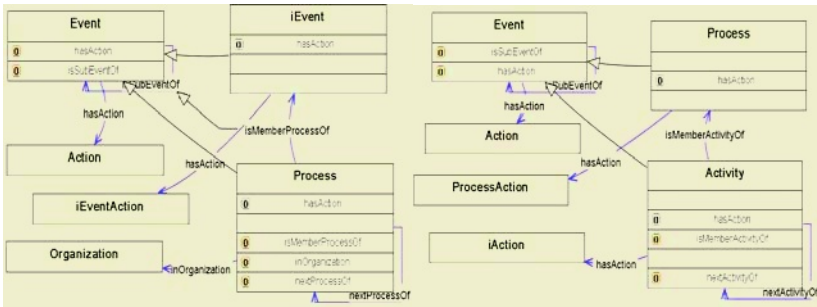 Event
hasAction
isSubEventOf
iEvent
hasAction
SubEventOf
hasAction
isMemberProcessOf
Action
hasAction
iEventAction
Process
hasAction
isMemberProcessOf
inOrganization
nextProcessOf
Organization
inOrganization
nextProcessOf
Event
isSubEventOf
hasAction
Process
hasAction
SubEventOf
hasAction
Action
isMemberActivityOf
hasAction
ProcessAction
Activity
hasAction
isMemberActivityOf
nextActivityOf
iAction
hasAction
nextActivityOf